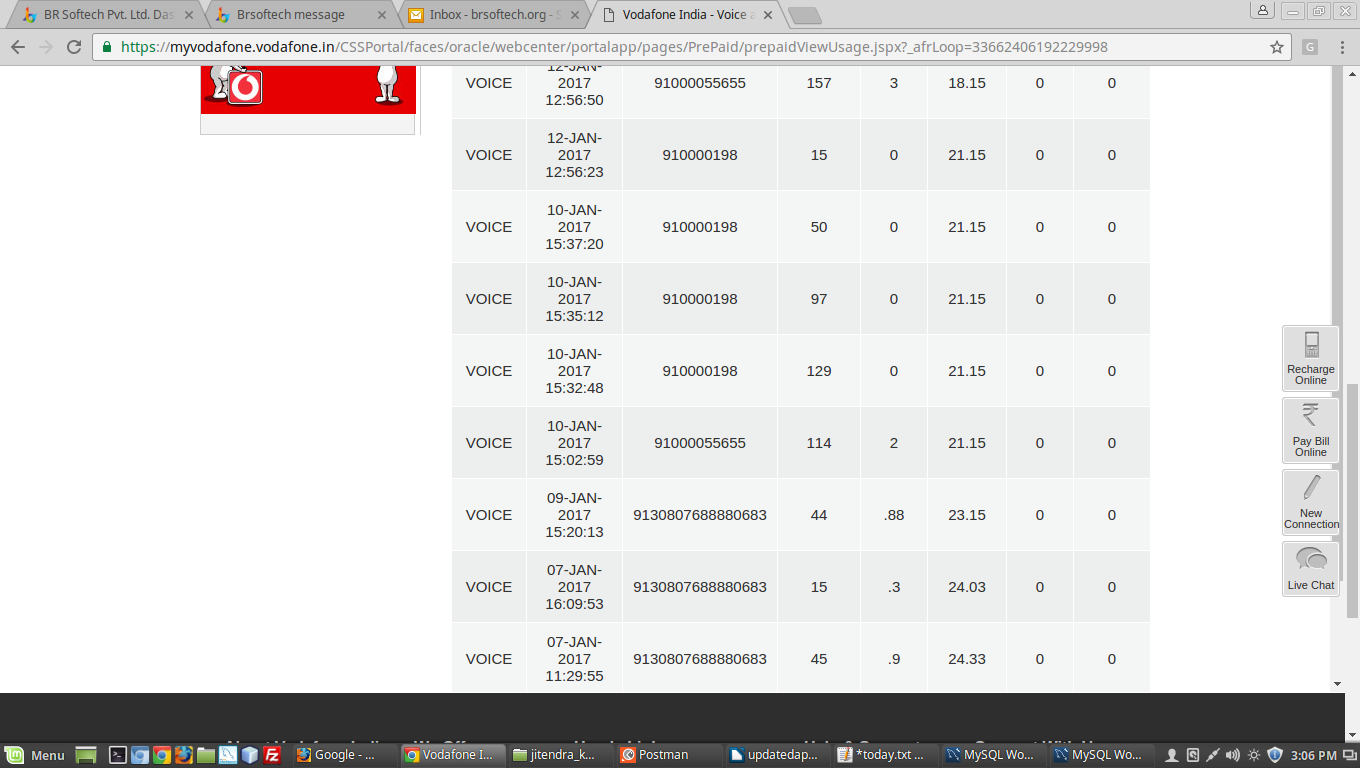 BR Softech Pvt. Ltd. Das
Brsoftech message
Inbox - brsoftech.org - S
Vodafone India - Voice a
https://myvodafone.vodafone.in/CSSPortal/faces/oracle/webcenter/portalapp/pages/PrePaid/prepaidViewUsage.jspx?_afrLoop=33662406192229998
VOICE 12-JAN-2017 12:56:50 91000055655 157 3 18.15 0 0
VOICE 12-JAN-2017 12:56:23 910000198 15 0 21.15 0 0
VOICE 10-JAN-2017 15:37:20 910000198 50 0 21.15 0 0
VOICE 10-JAN-2017 15:35:12 910000198 97 0 21.15 0 0
VOICE 10-JAN-2017 15:32:48 910000198 129 0 21.15 0 0
VOICE 10-JAN-2017 15:02:59 91000055655 114 2 21.15 0 0
VOICE 09-JAN-2017 15:20:13 9130807688880683 44 .88 23.15 0 0
VOICE 07-JAN-2017 16:09:53 9130807688880683 15 .3 24.03 0 0
VOICE 07-JAN-2017 11:29:55 9130807688880683 45 .9 24.33 0 0
Recharge
Online
Pay Bill
Online
New
Connection
Live Chat
Menu
Google - ...
Vodafone I...
jitendra_k...
Postman
updatedap...
*today.txt ...
MySQL Wo...
MySQL Wo...
3:06 PM